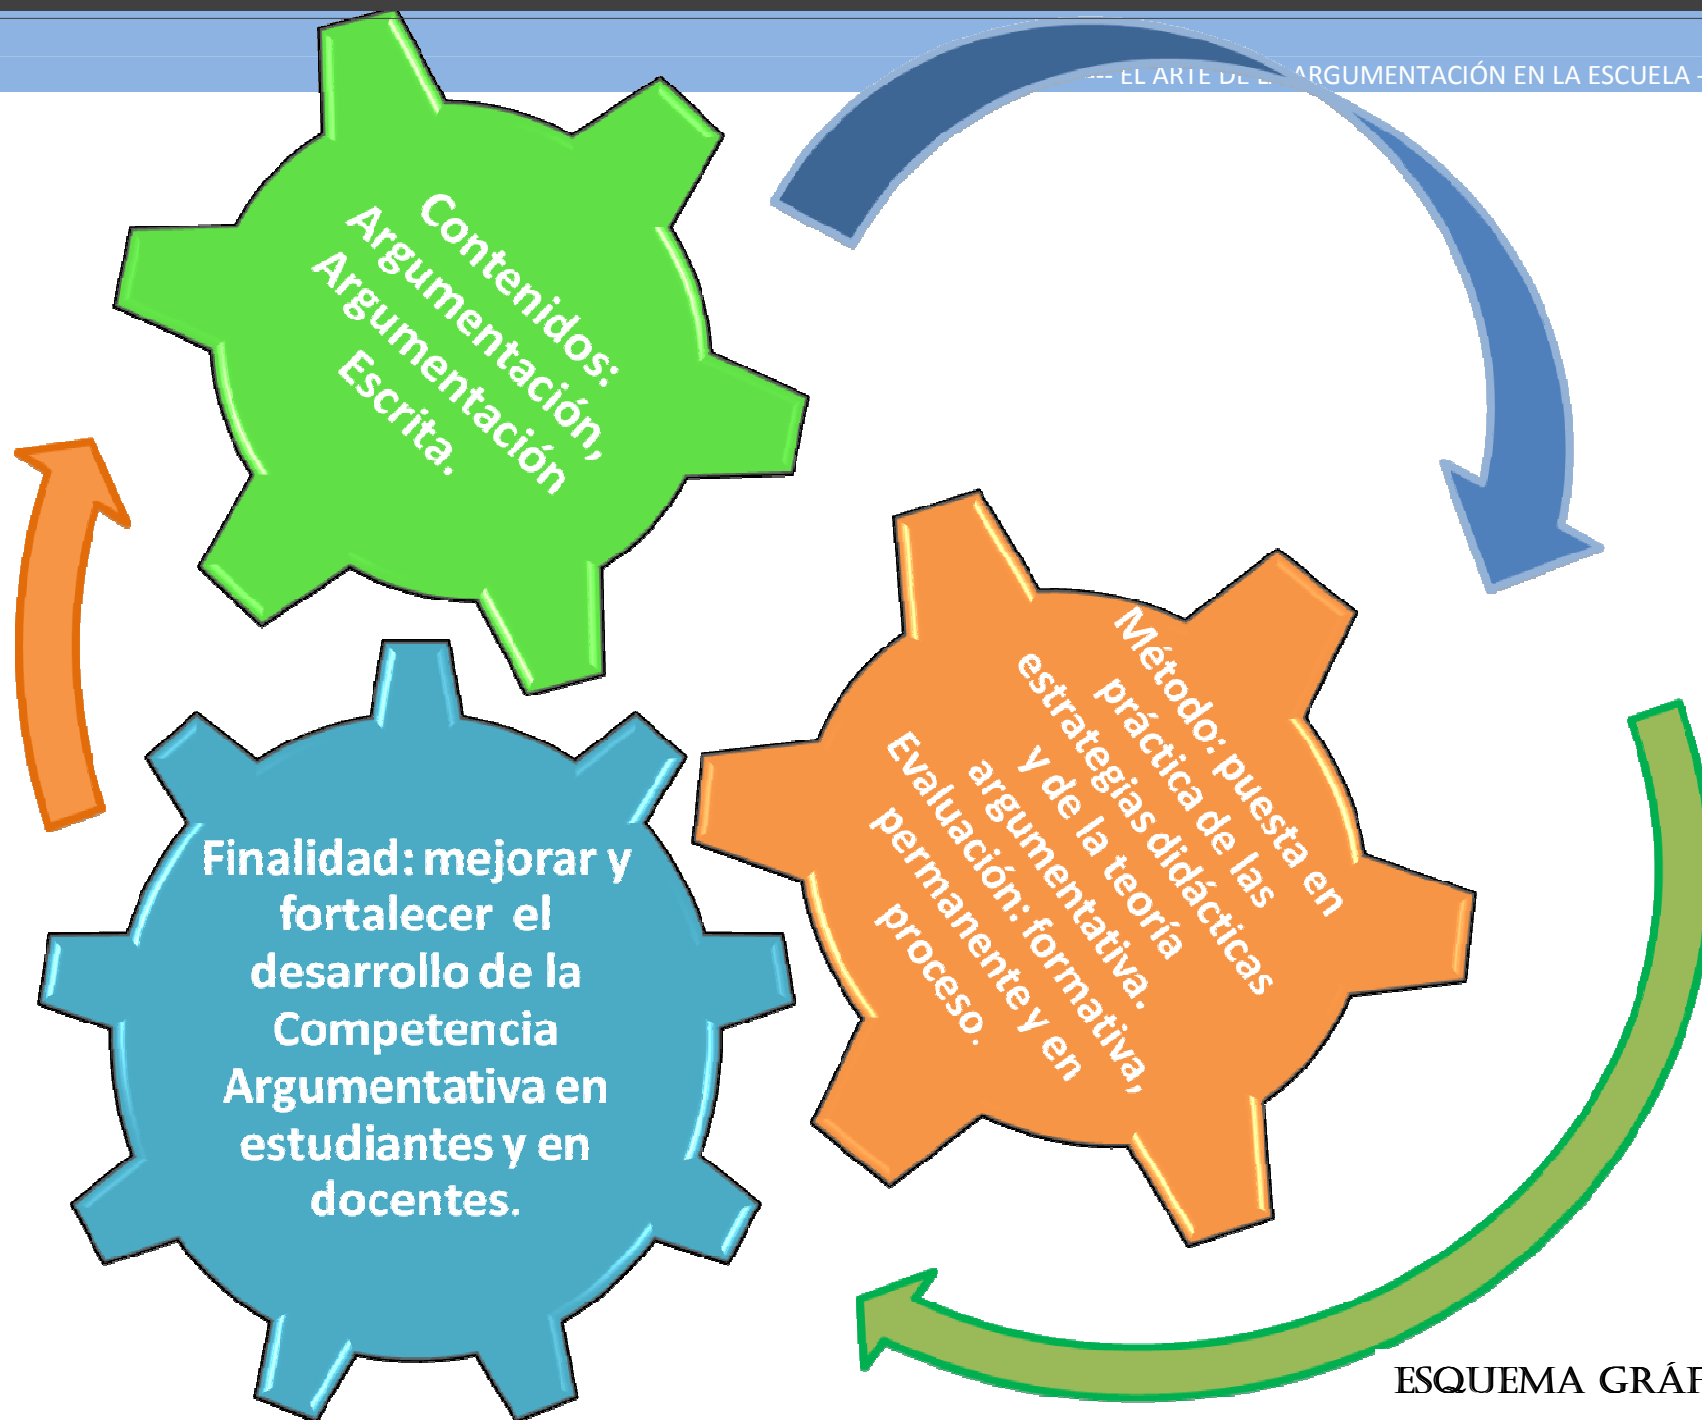 --- EL ARTE DE LA ARGUMENTACIÓN EN LA ESCUELA -
Contenidos:
Argumentación,
Argumentación
Escrita.
Método: puesta en
práctica de las
estrategias didácticas
y de la teoría
argumentativa.
Evaluación: formativa,
permanente y en
proceso.
Finalidad: mejorar y
fortalecer el
desarrollo de la
Competencia
Argumentativa en
estudiantes y en
docentes.
ESQUEMA